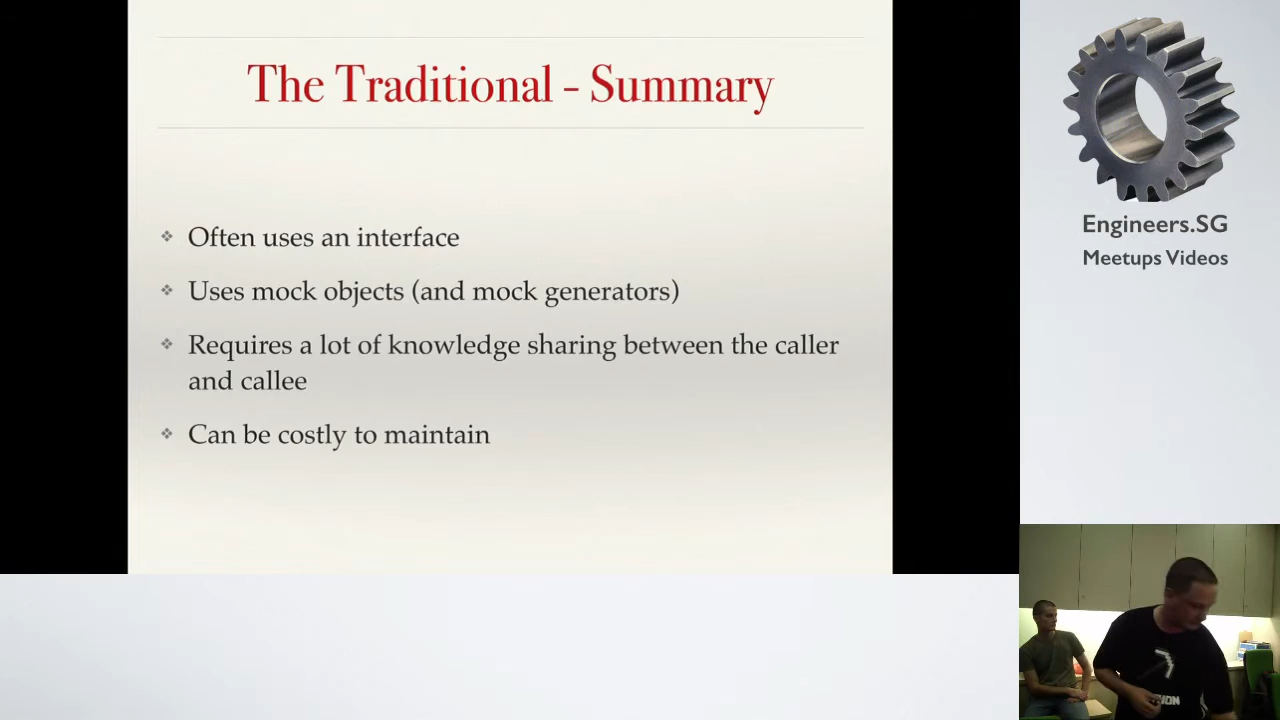 The Traditional - Summary
Often uses an interface
Uses mock objects (and mock generators)
Requires a lot of knowledge sharing between the caller
and callee
Can be costly to maintain
Engineers.SG
Meetups Videos